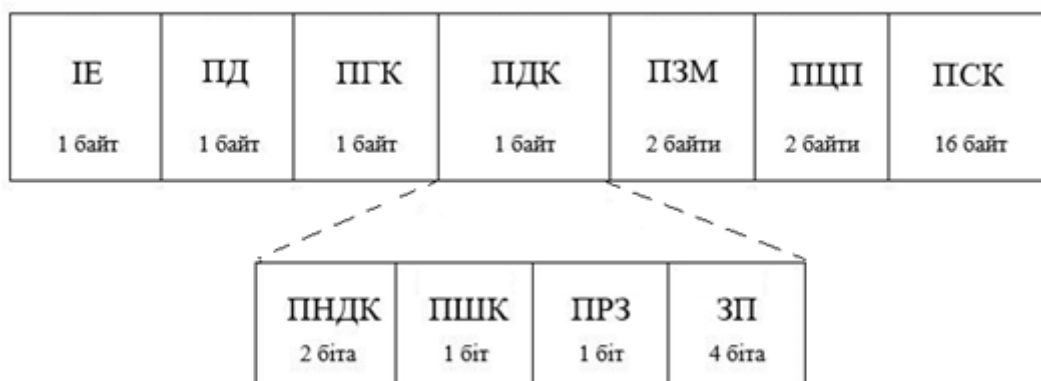 ІЕ ПД ПГК ПДК ПЗМ ПЦП ПСК
1 байт 1 байт 1 байт 1 байт 2 байти 2 байти 16 байт
ПНДК ПШК ПРЗ ЗП
2 біта 1 біт 1 біт 4 біта